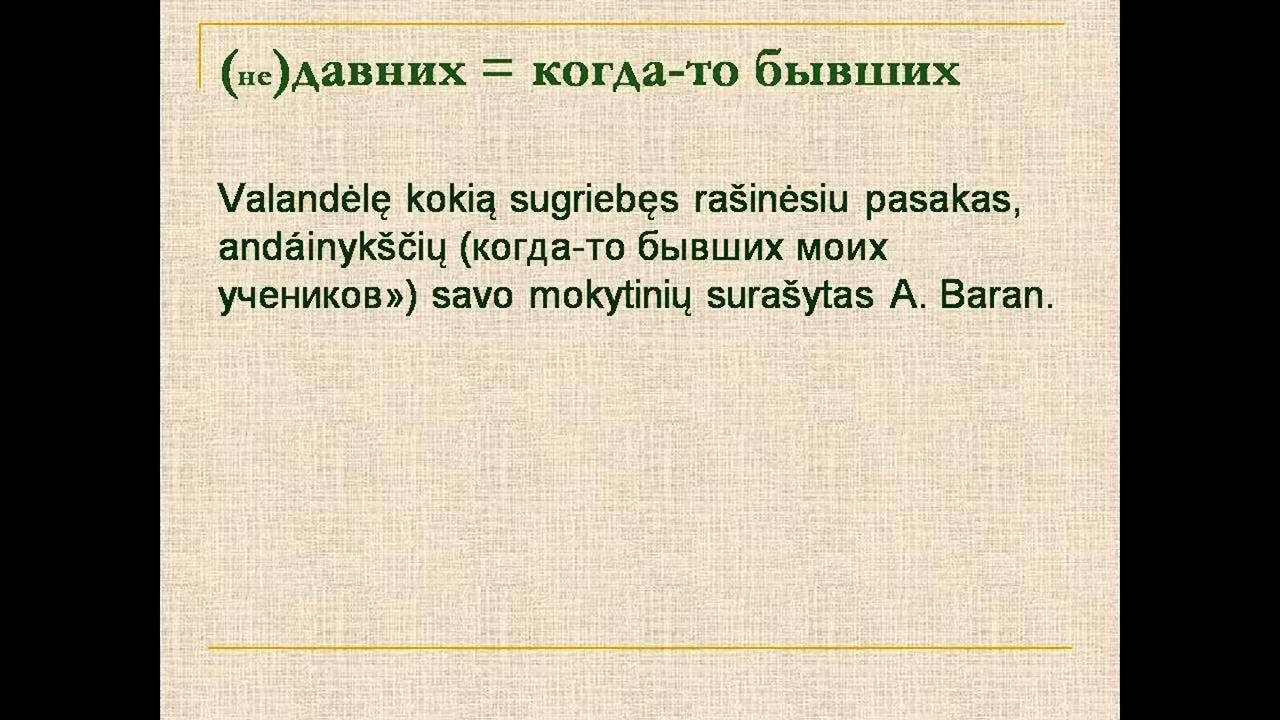 (не)давних = когда-то бывших
Valandėlę kokią sugriebęs rašinėsiu pasakas,
andáinykščių (когда-то бывших моих
учеников») savo mokytinių surašytas A. Baran.